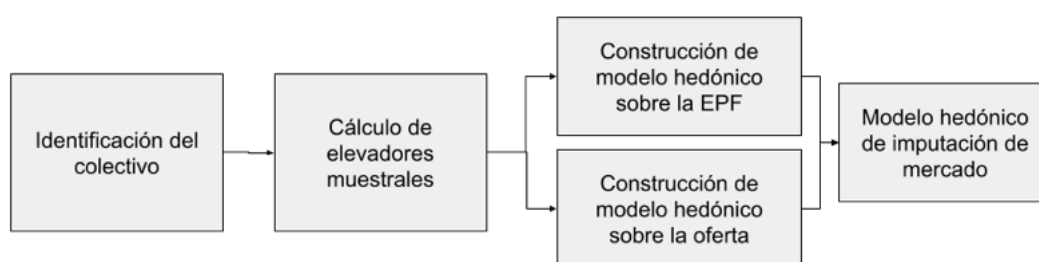 Identificación del
colectivo
Cálculo de
elevadores
muestrales
Construcción de
modelo hedónico
sobre la EPF
Construcción de
modelo hedónico
sobre la oferta
Modelo hedónico
de imputación de
mercado